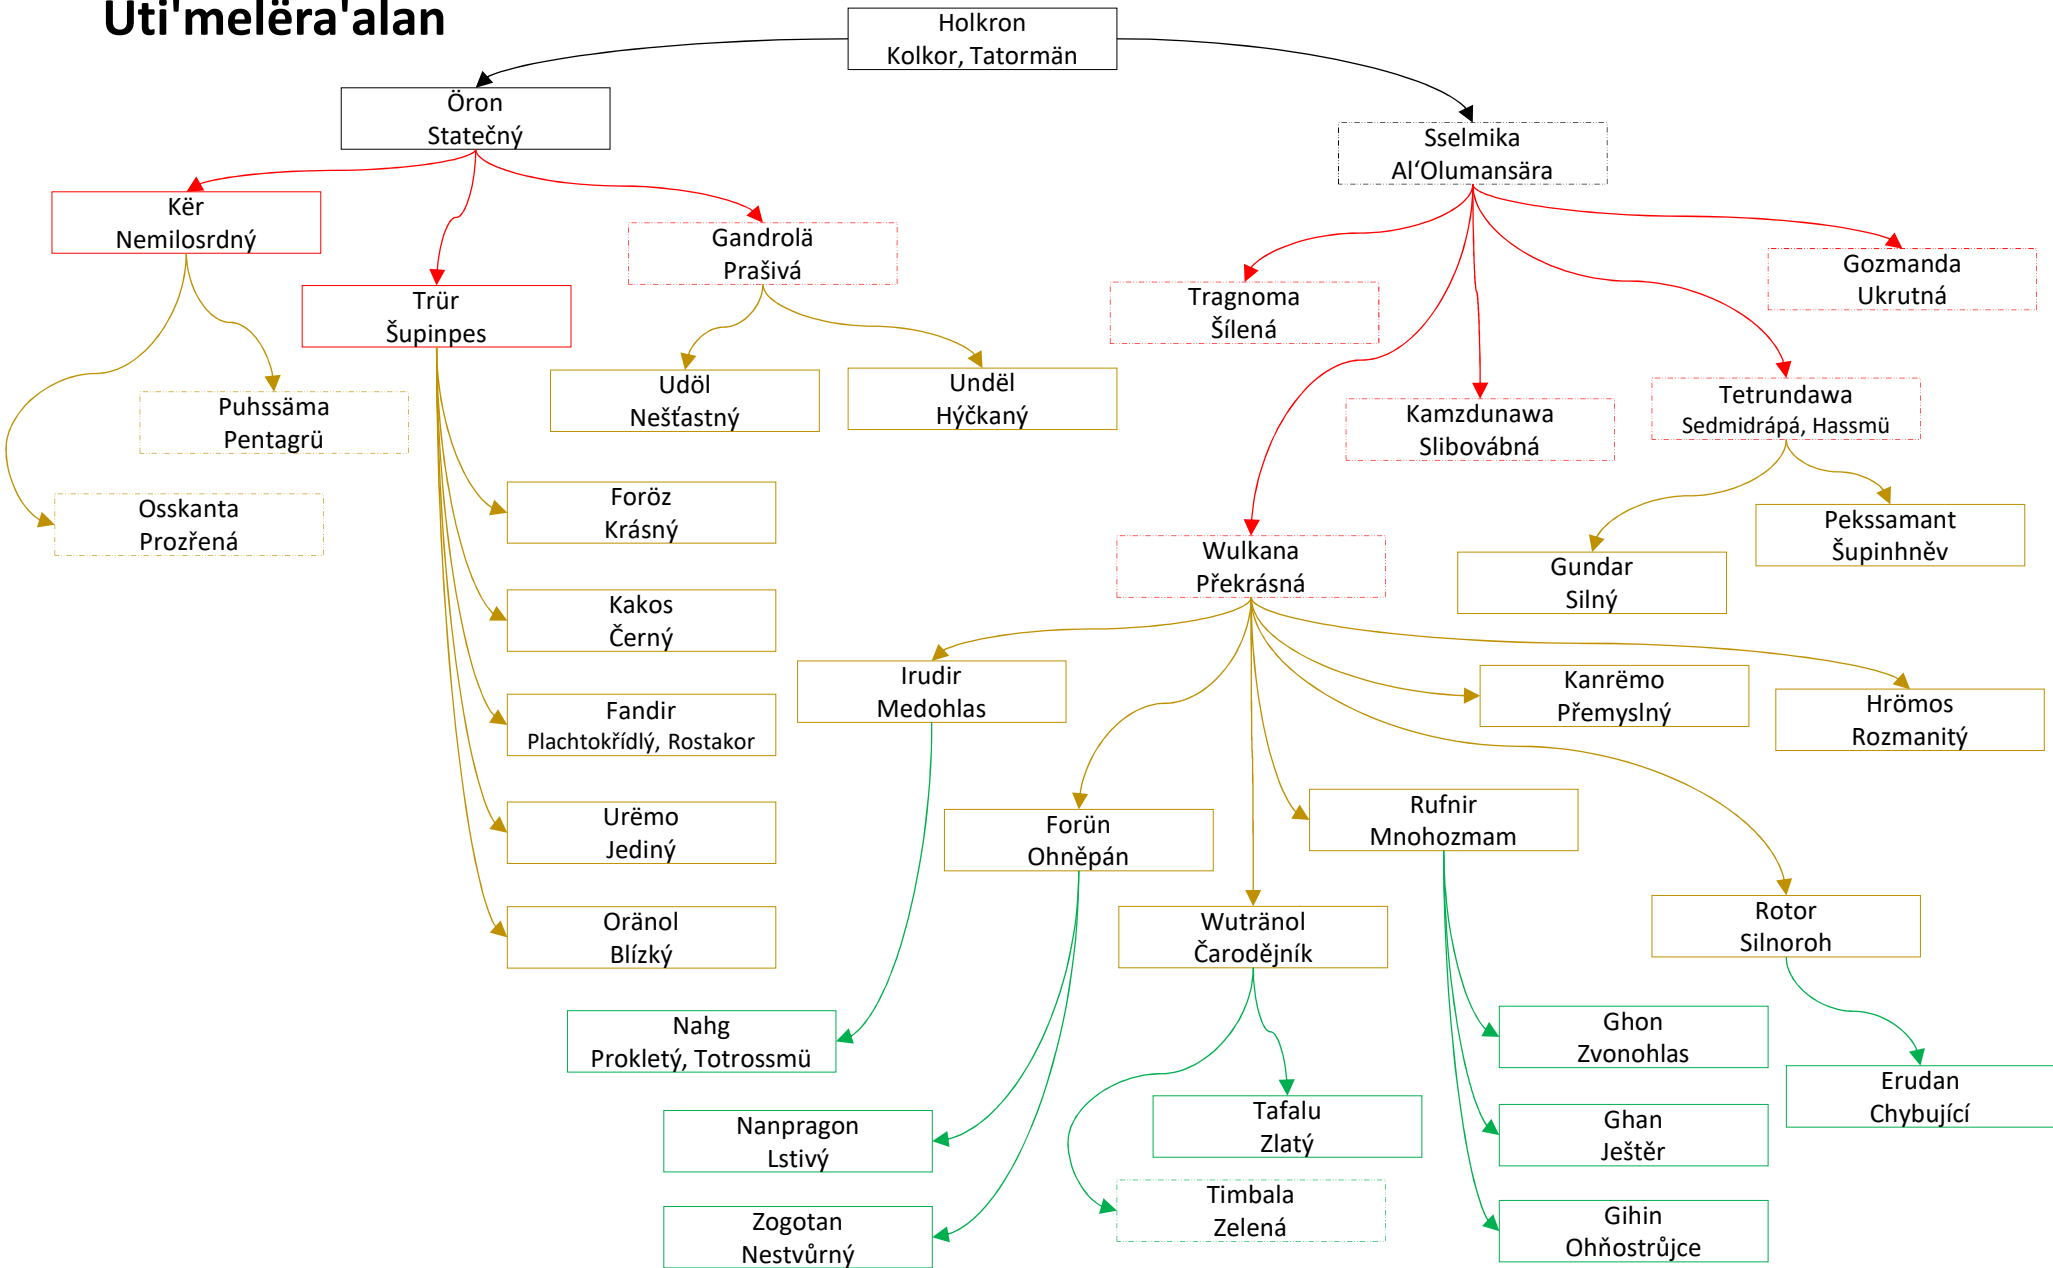 Uti'melëra'alan
Holkron
Kolkor, Tatormän
Öron
Statečný
Sselmika
Al‘Olumansära
Kër
Nemilosrdný
Trür
Šupinpes
Gandrolä
Prašivá
Tragnoma
Šílená
Gozmanda
Ukrutná
Puhssäma
Pentagrü
Udöl
Nešťastný
Undël
Hýčkaný
Kamzdunawa
Slibovábná
Tetrundawa
Sedmidrápá, Hassmü
Osskanta
Prozřená
Foröz
Krásný
Wulkana
Překrásná
Gundar
Silný
Pekssamant
Šupinhněv
Kakos
Černý
Irudir
Medohlas
Kanrëmo
Přemyslný
Hrömos
Rozmanitý
Fandir
Plachtokřídlý, Rostakor
Urëmo
Jediný
Forün
Ohněpán
Rufnir
Mnohozmam
Oränol
Blízký
Wutränol
Čarodějník
Rotor
Silnoroh
Nahg
Prokletý, Totrossmü
Ghon
Zvonohlas
Erudan
Chybující
Nanpragon
Lstivý
Tafalu
Zlatý
Ghan
Ještěr
Zogotan
Nestvůrný
Timbala
Zelená
Gihin
Ohňostrůjce